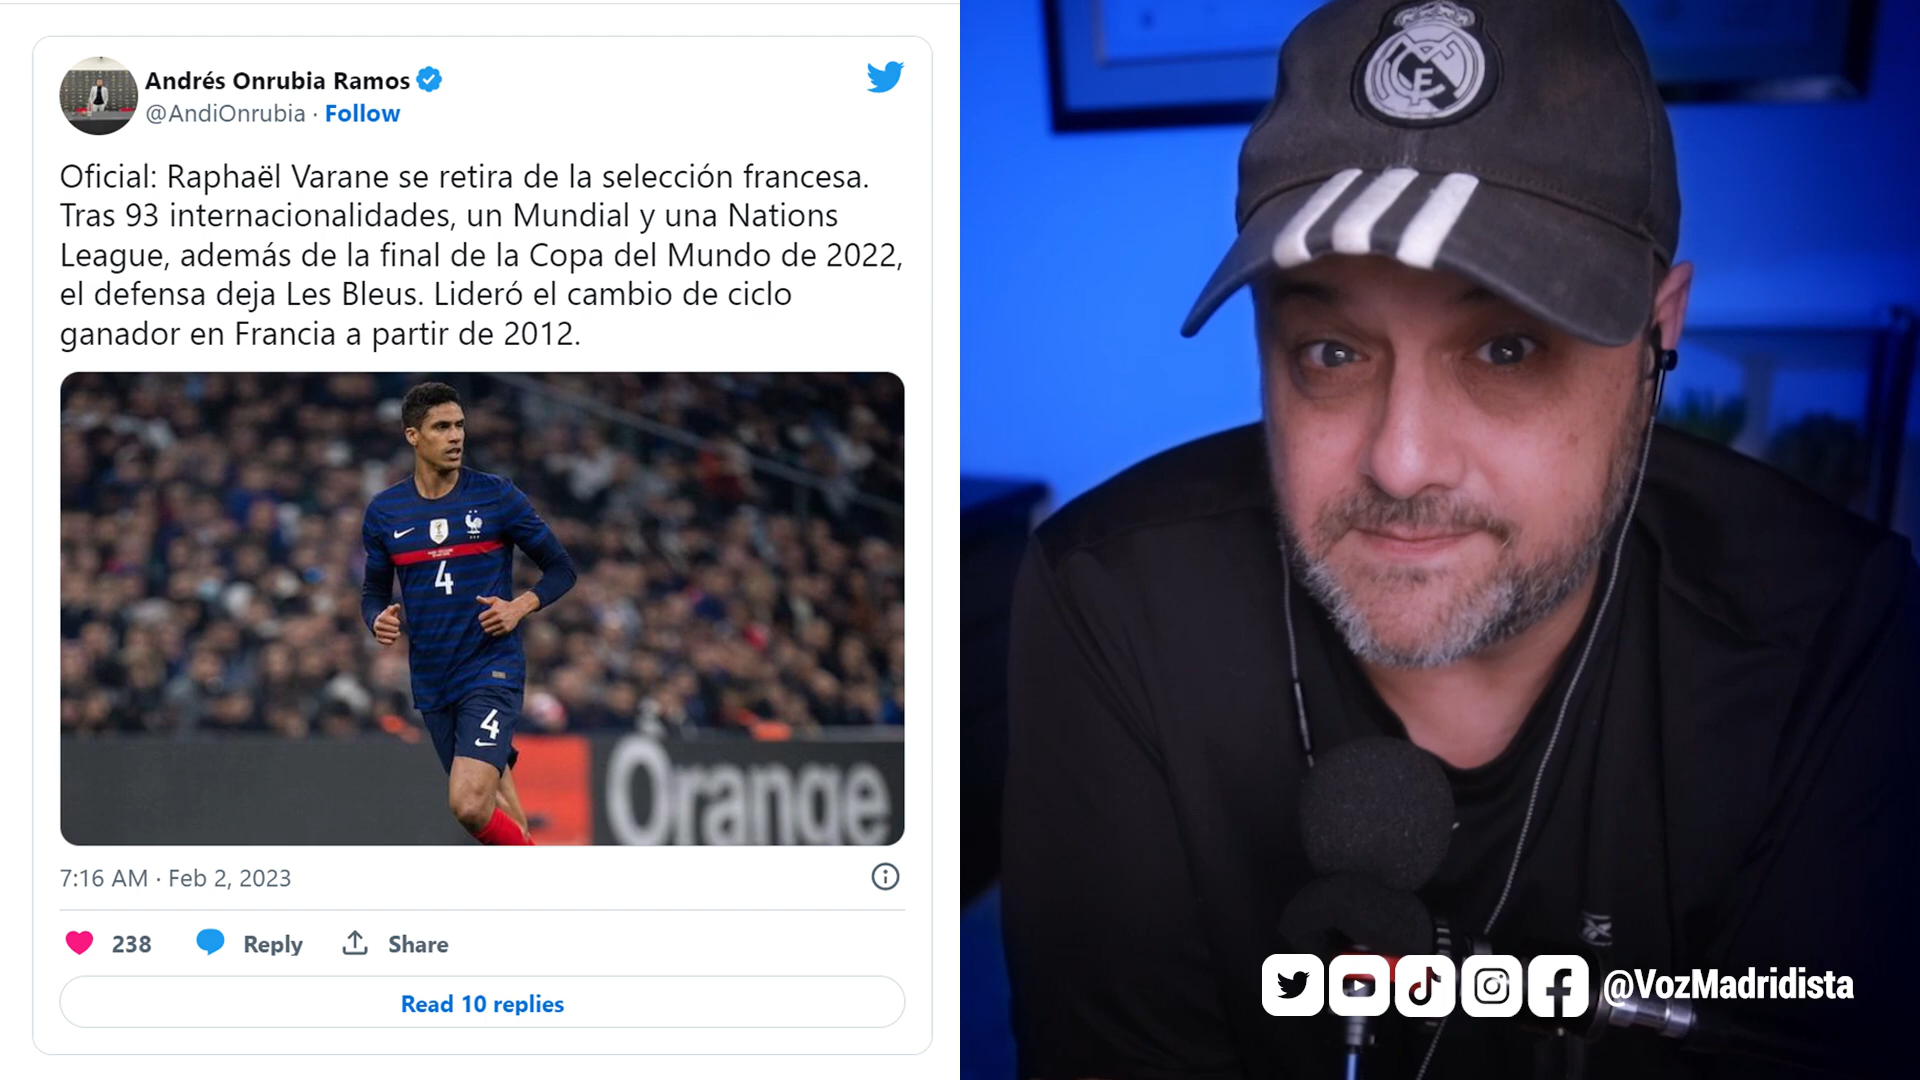 Andrés Onrubia Ramos
@AndiOnrubia · Follow
Oficial: Raphaël Varane se retira de la selección francesa.
Tras 93 internacionalidades, un Mundial y una Nations
League, además de la final de la Copa del Mundo de 2022,
el defensa deja Les Bleus. Lideró el cambio de ciclo
ganador en Francia a partir de 2012.
4
4
Orange
7:16 AM · Feb 2, 2023
238 Reply Share
Read 10 replies
@VozMadridista